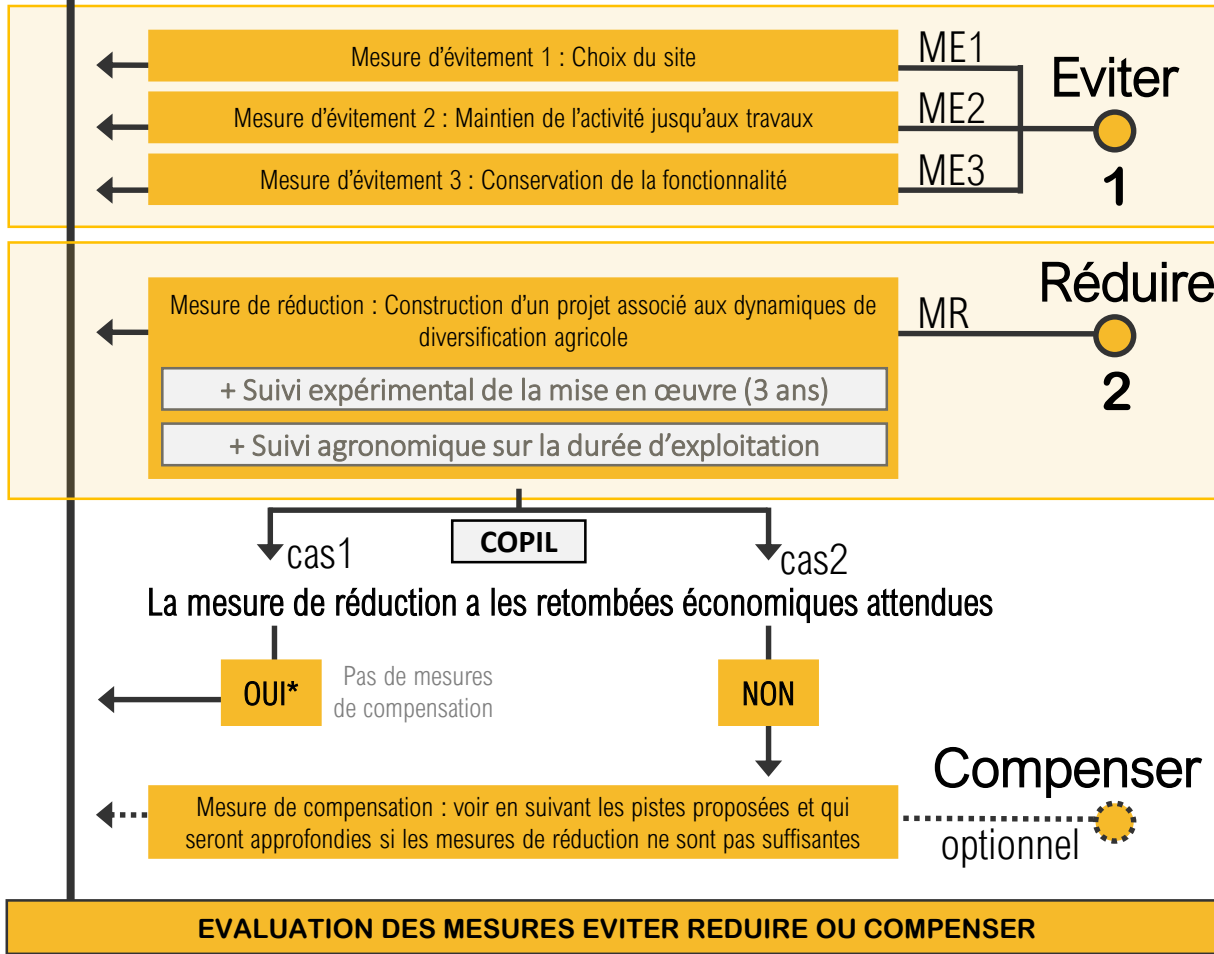 Mesure d'évitement 1 : Choix du site
ME1
Eviter
Mesure d'évitement 2 : Maintien de l'activité jusqu'aux travaux
ME2
Mesure d'évitement 3 : Conservation de la fonctionnalité
ME3
1
Réduire
Mesure de réduction : Construction d'un projet associé aux dynamiques de
diversification agricole
MR
+ Suivi expérimental de la mise en œuvre (3 ans)
2
+ Suivi agronomique sur la durée d'exploitation
COPIL
cas1
cas2
La mesure de réduction a les retombées économiques attendues
OUI*
Pas de mesures
de compensation
NON
Compenser
Mesure de compensation : voir en suivant les pistes proposées et qui
seront approfondies si les mesures de réduction ne sont pas suffisantes
optionnel
EVALUATION DES MESURES EVITER REDUIRE OU COMPENSER